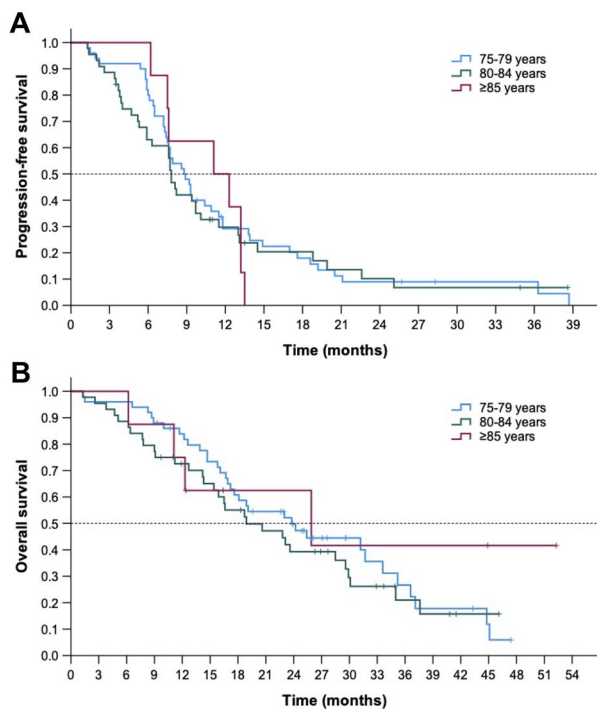 A
1.0
0.9
0.8
0.7
0.6
0.5
0.4
0.3
0.2
0.1
0.0
Progression-free survival
75-79 years
80-84 years
≥85 years
0 3 6 9 12 15 18 21 24 27 30 33 36 39
Time (months)
B
1.0
0.9
0.8
0.7
0.6
0.5
0.4
0.3
0.2
0.1
0.0
Overall survival
75-79 years
80-84 years
≥85 years
0 3 6 9 12 15 18 21 24 27 30 33 36 39 42 45 48 51 54
Time (months)